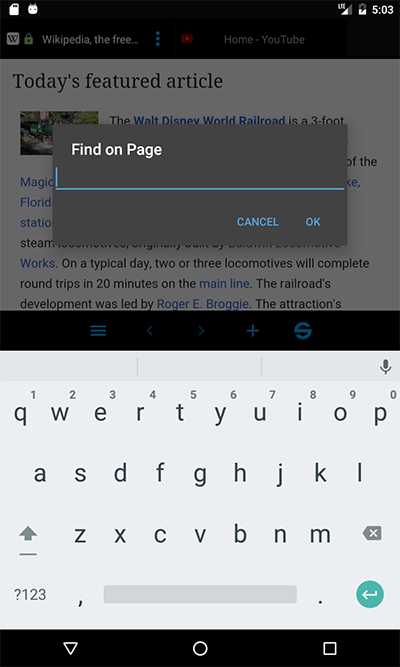 LTE 5:03
W Wikipedia, the free... Home - YouTube
Today's featured article
The Walt Disney World Railroad is a 3-foot
of the
Magic ke,
Florida
station
steam locomotives, originally built by Baldwin Locomotive
Works. On a typical day, two or three locomotives will complete
round trips in 20 minutes on the main line. The railroad's
development was led by Roger E. Broggie. The attraction's
Find on Page
CANCEL OK
S
1 2 3 4 5 6 7 8 9 0
q w e r t y u i o p
a s d f g h j k l
z x c v b n m
?123 , .